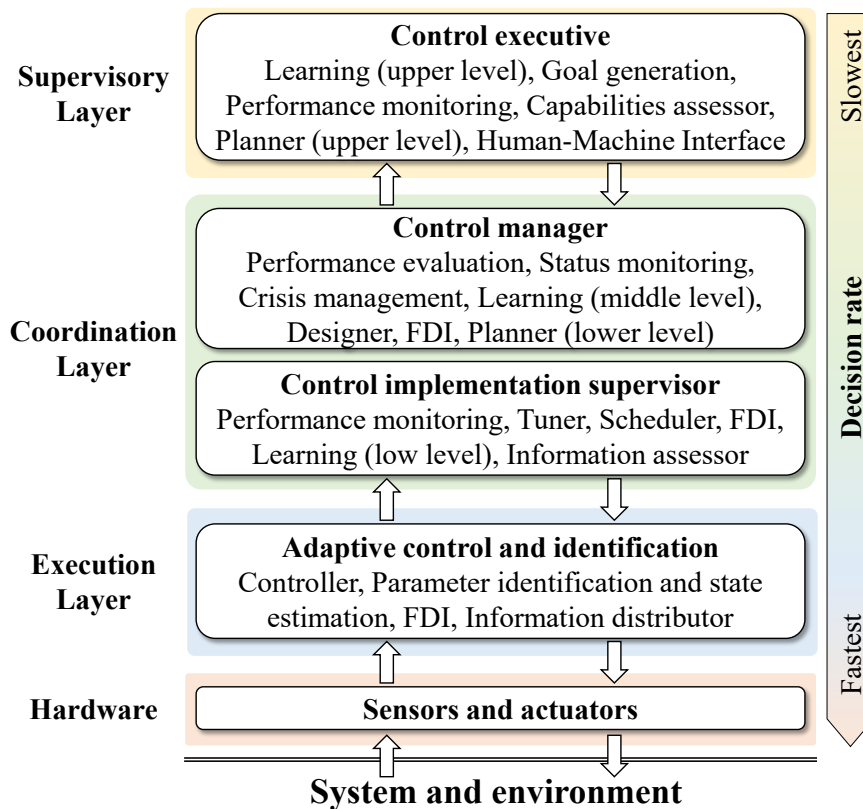 Supervisory
Layer
Control executive
Learning (upper level), Goal generation,
Performance monitoring, Capabilities assessor,
Planner (upper level), Human-Machine Interface
Coordination
Layer
Control manager
Performance evaluation, Status monitoring,
Crisis management, Learning (middle level),
Designer, FDI, Planner (lower level)
Control implementation supervisor
Performance monitoring, Tuner, Scheduler, FDI,
Learning (low level), Information assessor
Execution
Layer
Adaptive control and identification
Controller, Parameter identification and state
estimation, FDI, Information distributor
Hardware
Sensors and actuators
System and environment
Slowest
Decision rate
Fastest